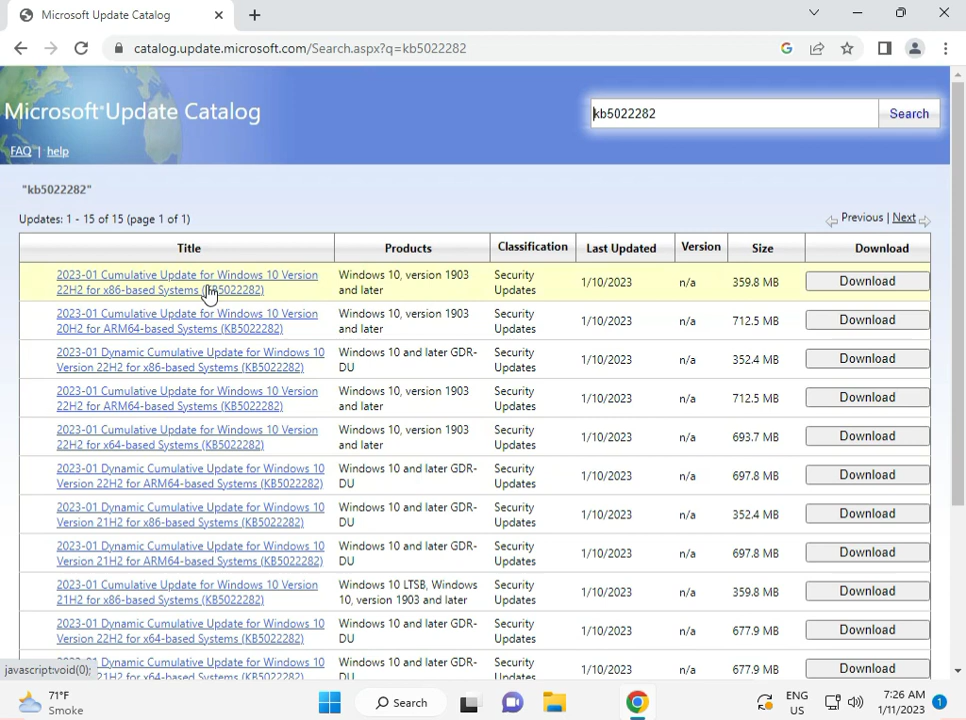 Microsoft Update Catalog
catalog.update.microsoft.com/Search.aspx?q=kb5022282
Microsoft Update Catalog
kb5022282
Search
FAQ | help
"kb5022282"
Updates: 1 - 15 of 15 (page 1 of 1)
Previous | Next
Title Products Classification Last Updated Version Size Download
2023-01 Cumulative Update for Windows 10 Version Windows 10, version 1903 Security
22H2 for x86-based Systems (KB5022282) and later Updates 1/10/2023 n/a 359.8 MB Download
2023-01 Cumulative Update for Windows 10 Version Windows 10, version 1903 Security
20H2 for ARM64-based Systems (KB5022282) and later Updates 1/10/2023 n/a 712.5 MB Download
2023-01 Dynamic Cumulative Update for Windows 10 Windows 10 and later GDR- Security
Version 22H2 for x86-based Systems (KB5022282) DU Updates 1/10/2023 n/a 352.4 MB Download
2023-01 Cumulative Update for Windows 10 Version Windows 10, version 1903 Security
22H2 for ARM64-based Systems (KB5022282) and later Updates 1/10/2023 n/a 712.5 MB Download
2023-01 Cumulative Update for Windows 10 Version Windows 10, version 1903 Security
22H2 for x64-based Systems (KB5022282) and later Updates 1/10/2023 n/a 693.7 MB Download
2023-01 Dynamic Cumulative Update for Windows 10 Windows 10 and later GDR- Security
Version 22H2 for ARM64-based Systems (KB5022282) DU Updates 1/10/2023 n/a 697.8 MB Download
2023-01 Dynamic Cumulative Update for Windows 10 Windows 10 and later GDR- Security
Version 21H2 for x86-based Systems (KB5022282) DU Updates 1/10/2023 n/a 352.4 MB Download
2023-01 Dynamic Cumulative Update for Windows 10 Windows 10 and later GDR- Security
Version 21H2 for ARM64-based Systems (KB5022282) DU Updates 1/10/2023 n/a 697.8 MB Download
2023-01 Cumulative Update for Windows 10 Version Windows 10 LTSB, Windows Security
21H2 for x86-based Systems (KB5022282) 10, version 1903 and later Updates 1/10/2023 n/a 359.8 MB Download
2023-01 Dynamic Cumulative Update for Windows 10 Windows 10 and later GDR- Security
Version 22H2 for x64-based Systems (KB5022282) DU Updates 1/10/2023 n/a 677.9 MB Download
Dynamic Cumulative Update for Windows 10 Windows 10 and later GDR- Security
21H2 for x64-based Systems (KB5022282) DU Updates 1/10/2023 n/a 677.9 MB Download
javascript:void(0);
71°F
Smoke
Search
ENG
US
7:26 AM
1/11/2023
1